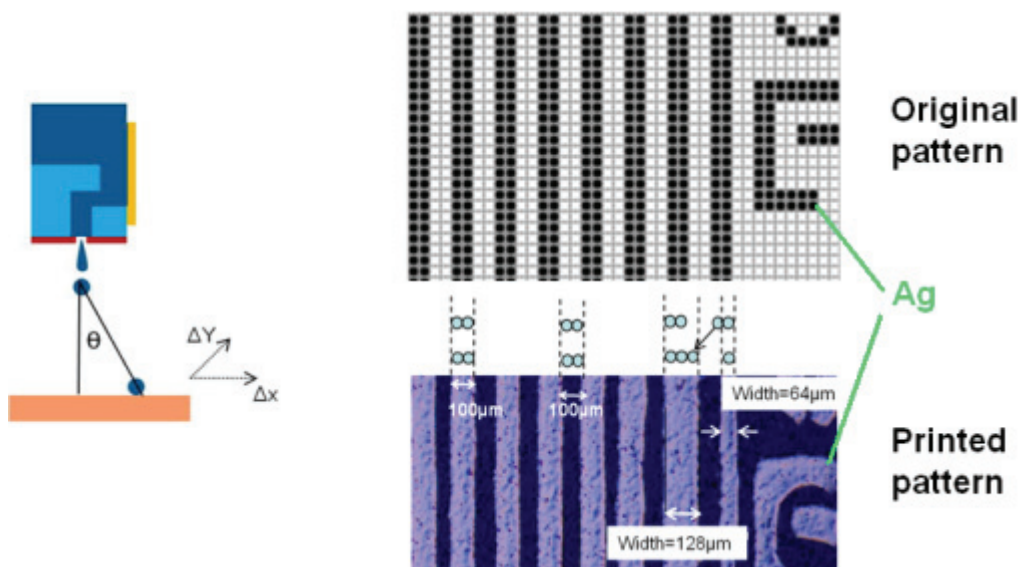 Original
pattern
Ag
θ
ΔY
Δx
100μm
100μm
Width=64μm
Width=128μm
Printed
pattern